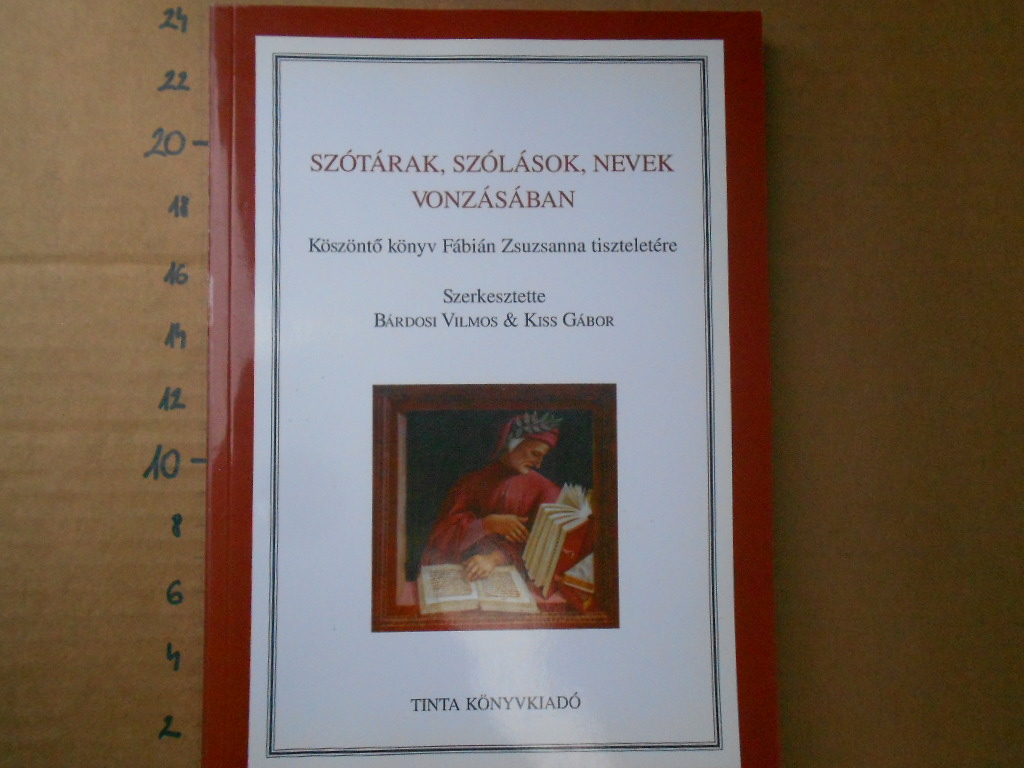 24
22
20
18
16
14
12
10
8
6
4
2
SZÓTÁRAK, SZÓLÁSOK, NEVEK
VONZÁSÁBAN
Köszöntő könyv Fábián Zsuzsanna tiszteletére
Szerkesztette
BÁRDOSI VILMOS & KISS GÁBOR
TINTA KÖNYVKIADÓ